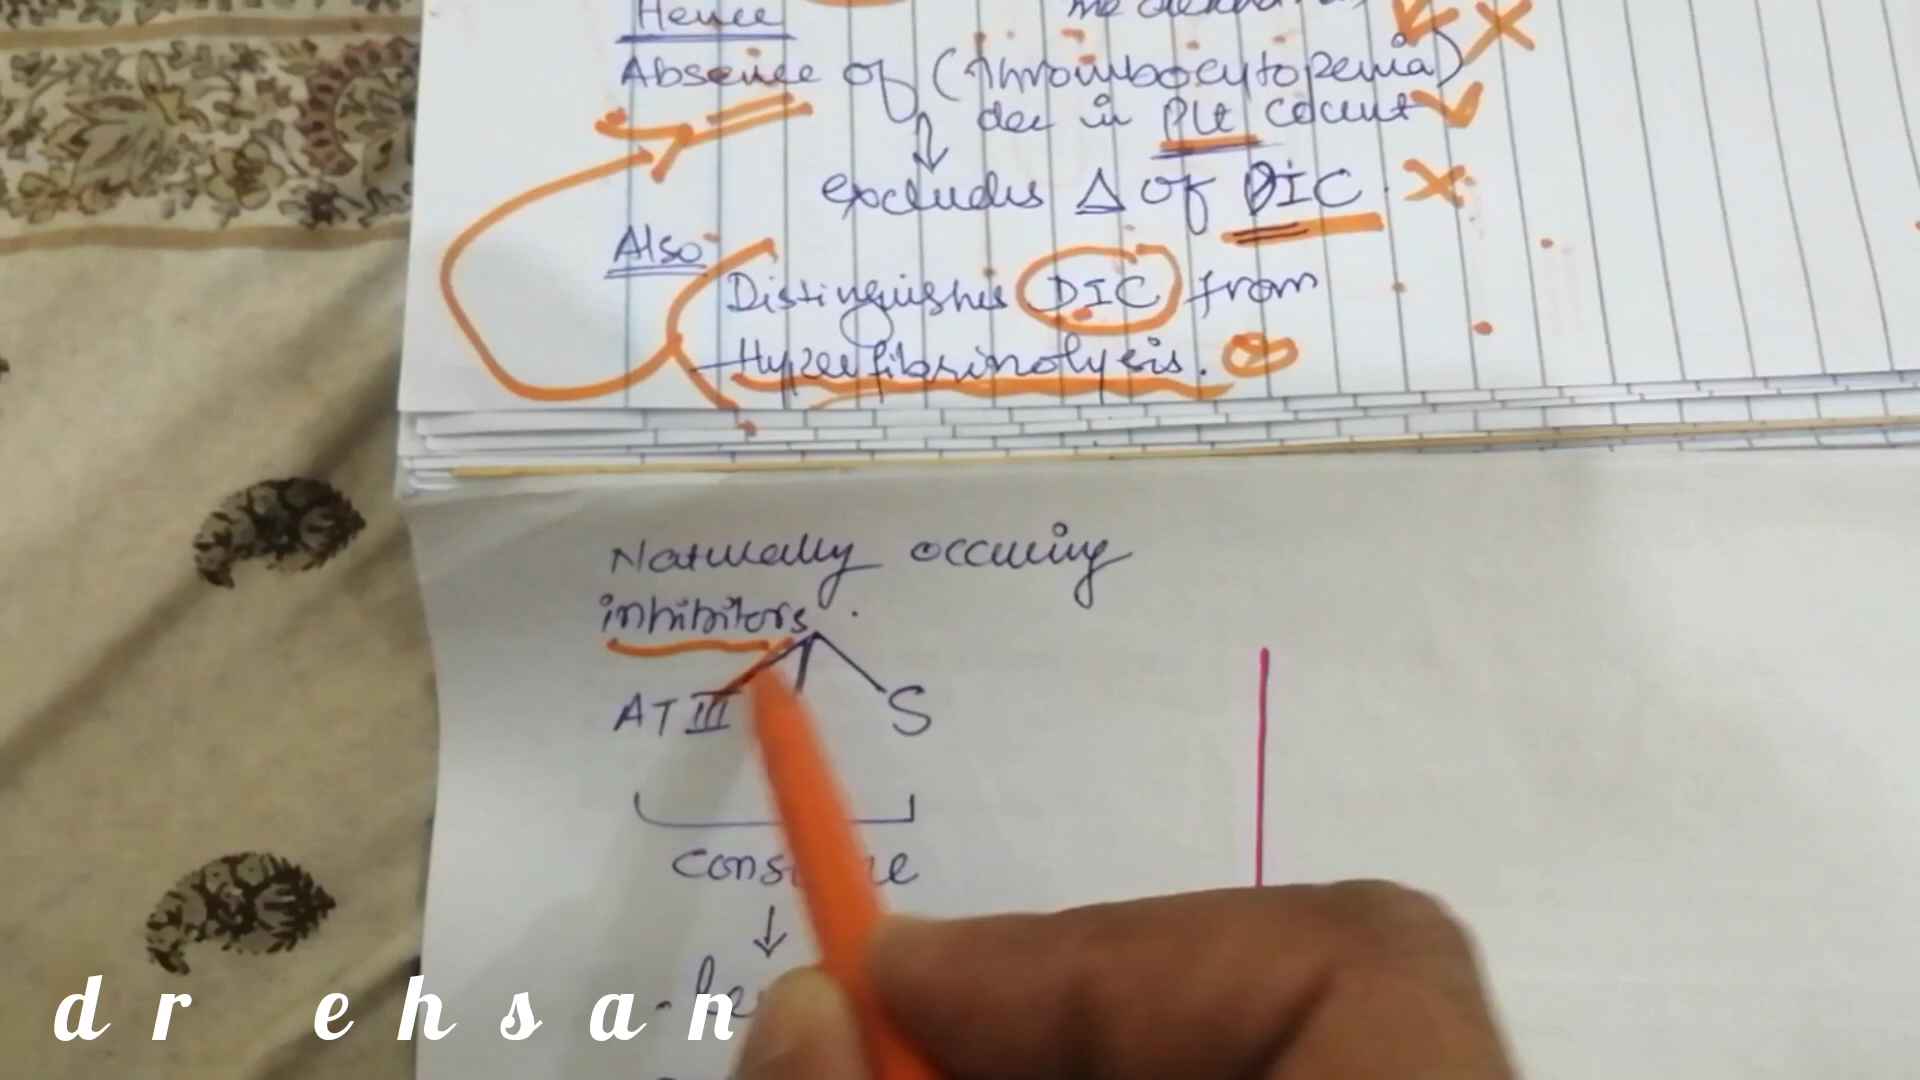 Hence
Absence of (Thrombocytopenia)
dec in Plt count
excludes Δ of DIC
Also
Distinguishes DIC from
Hyperfibrinolysis.
Naturally occuring
inhibitors.
AT III S
d r e h s a n